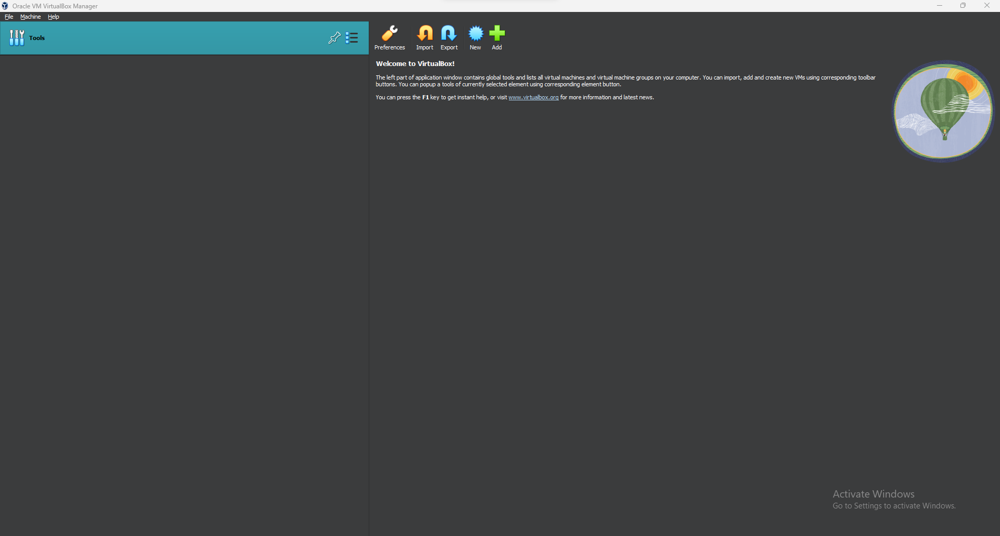 Oracle VM VirtualBox Manager
File Machine Help
Tools
Preferences Import Export New Add
Welcome to VirtualBox!
The left part of application window contains global tools and lists all virtual machines and virtual machine groups on your computer. You can import, add and create new VMs using corresponding toolbar
buttons. You can popup a tools of currently selected element using corresponding element button.
You can press the F1 key to get instant help, or visit www.virtualbox.org for more information and latest news.
Activate Windows
Go to Settings to activate Windows.